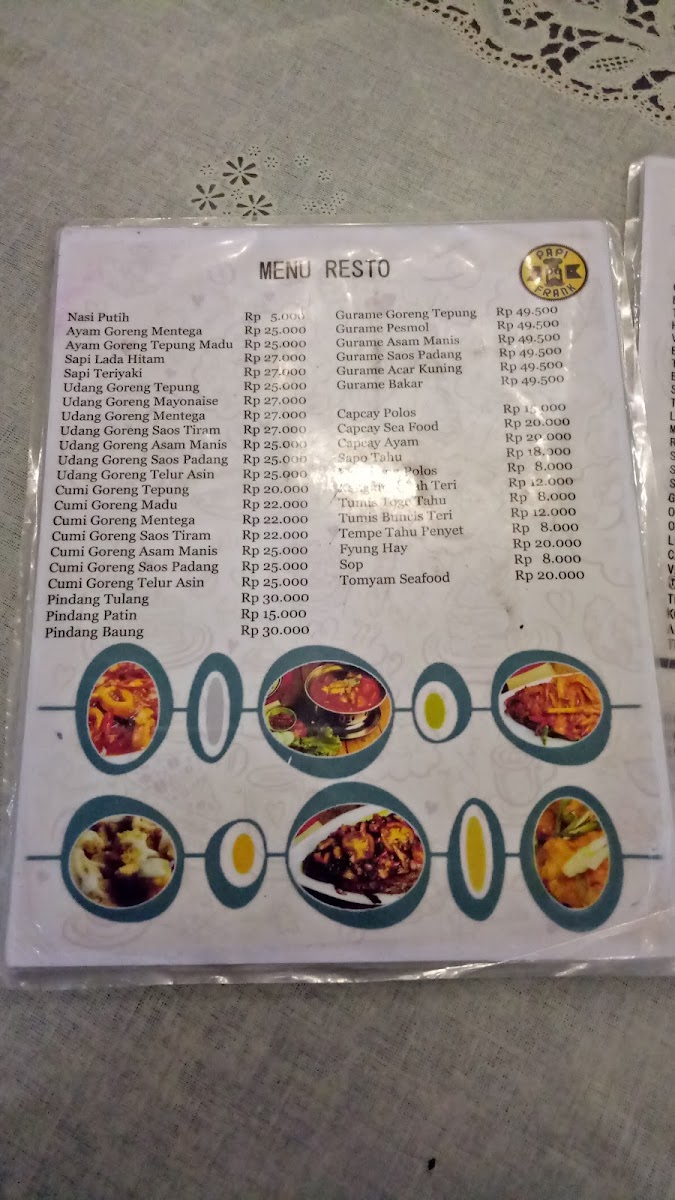 PAPI
FRANK
MENU RESTO
Nasi Putih Rp 5.000
Ayam Goreng Mentega Rp 25.000
Ayam Goreng Tepung Madu Rp 25.000
Sapi Lada Hitam Rp 27.000
Sapi Teriyaki Rp 27.000
Udang Goreng Tepung Rp 25.000
Udang Goreng Mayonaise Rp 27.000
Udang Goreng Mentega Rp 27.000
Udang Goreng Saos Tiram Rp 27.000
Udang Goreng Asam Manis Rp 25.000
Udang Goreng Saos Padang Rp 25.000
Udang Goreng Telur Asin Rp 25.000
Cumi Goreng Tepung Rp 20.000
Cumi Goreng Madu Rp 22.000
Cumi Goreng Mentega Rp 22.000
Cumi Goreng Saos Tiram Rp 22.000
Cumi Goreng Asam Manis Rp 25.000
Cumi Goreng Saos Padang Rp 25.000
Cumi Goreng Telur Asin Rp 25.000
Pindang Tulang Rp 30.000
Pindang Patin Rp 15.000
Pindang Baung Rp 30.000
Gurame Goreng Tepung Rp 49.500
Gurame Pesmol Rp 49.500
Gurame Asam Manis Rp 49.500
Gurame Saos Padang Rp 49.500
Gurame Acar Kuning Rp 49.500
Gurame Bakar Rp 49.500
Capcay Polos Rp 15.000
Capcay Sea Food Rp 20.000
Capcay Ayam Rp 20.000
Sapo Tahu Rp 18.000
Polos Rp 8.000
Teri Rp 12.000
Tumis Toge Tahu Rp 8.000
Tumis Buncis Teri Rp 12.000
Tempe Tahu Penyet Rp 8.000
Fyung Hay Rp 20.000
Sop Rp 8.000
Tomyam Seafood Rp 20.000